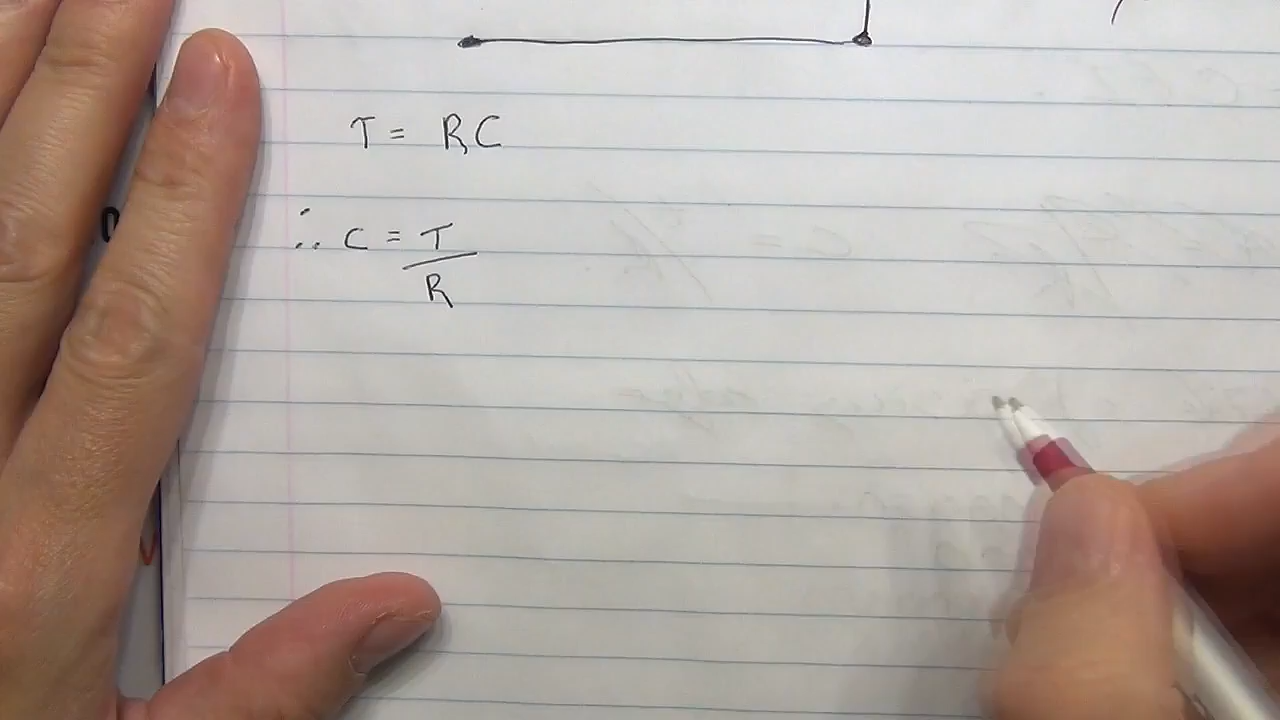 T = RC
∴ C = T
R